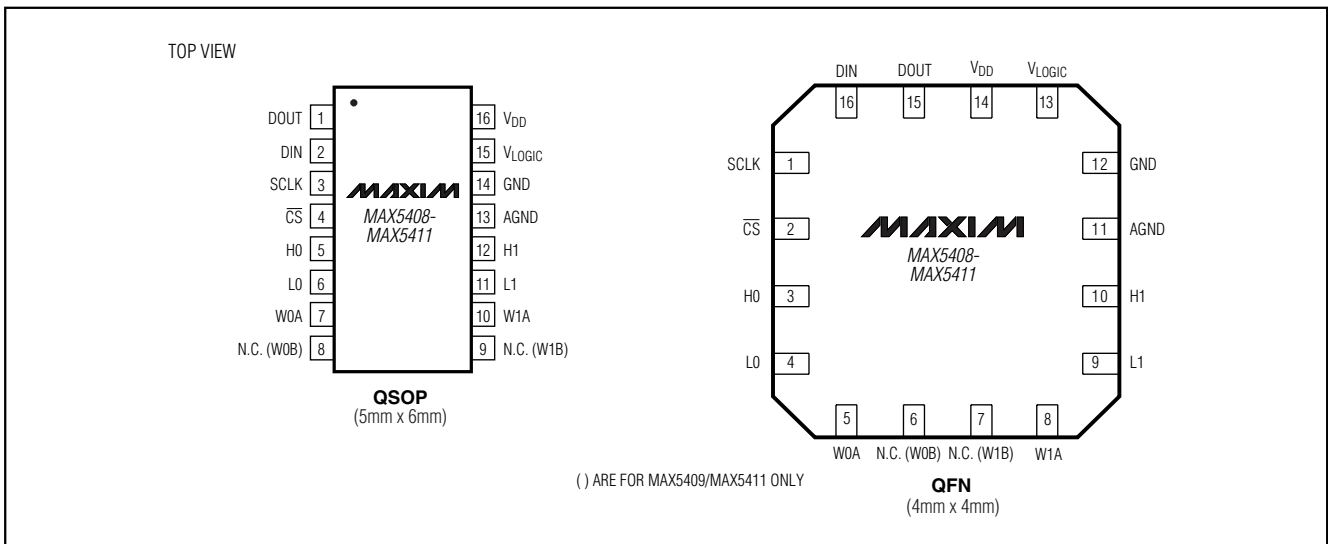 TOP VIEW
DOUT 1
DIN 2
SCLK 3
C̅S̅ 4
H0 5
L0 6
W0A 7
N.C. (W0B) 8
16 VDD
15 VLOGIC
14 GND
13 AGND
12 H1
11 L1
10 W1A
9 N.C. (W1B)
MAXIM
MAX5408-
MAX5411
QSOP
(5mm x 6mm)
DIN DOUT VDD VLOGIC
16 15 14 13
SCLK 1
C̅S̅ 2
H0 3
L0 4
12 GND
11 AGND
10 H1
9 L1
MAXIM
MAX5408-
MAX5411
5 6 7 8
W0A N.C. (W0B) N.C. (W1B) W1A
( ) ARE FOR MAX5409/MAX5411 ONLY
QFN
(4mm x 4mm)